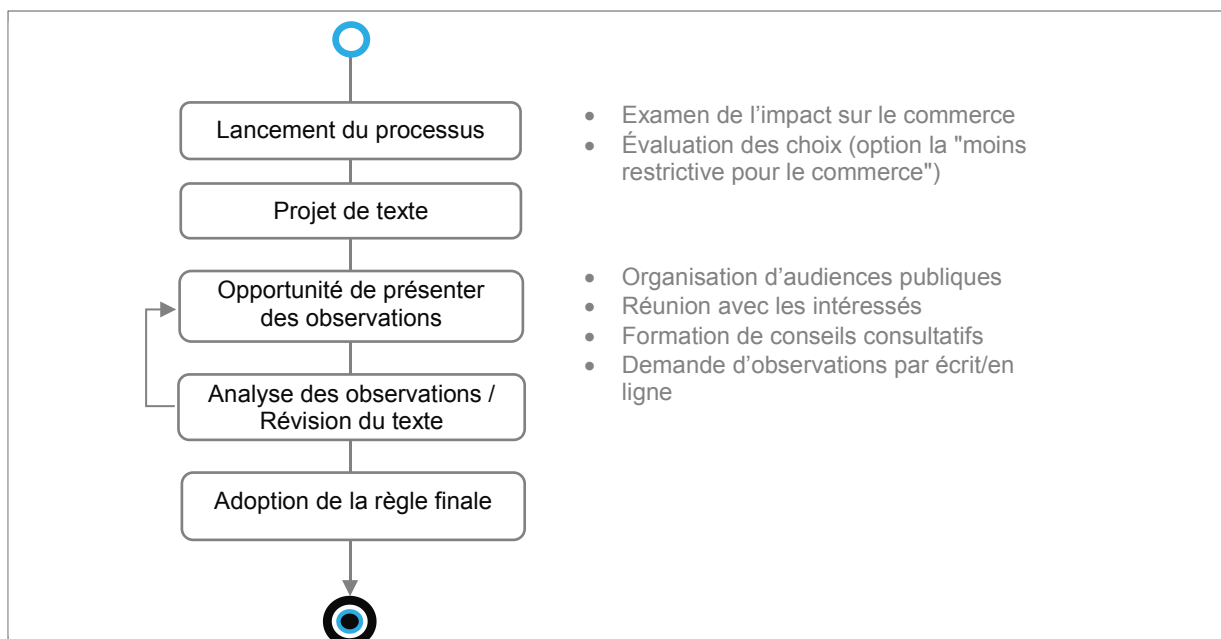 Lancement du processus
• Examen de l'impact sur le commerce
• Évaluation des choix (option la "moins
restrictive pour le commerce")
Projet de texte
Opportunité de présenter
des observations
• Organisation d'audiences publiques
• Réunion avec les intéressés
• Formation de conseils consultatifs
• Demande d'observations par écrit/en
ligne
Analyse des observations /
Révision du texte
Adoption de la règle finale